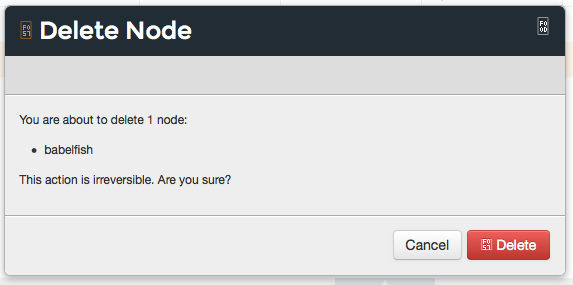 Delete Node
You are about to delete 1 node:
• babelfish
This action is irreversible. Are you sure?
Cancel
Delete